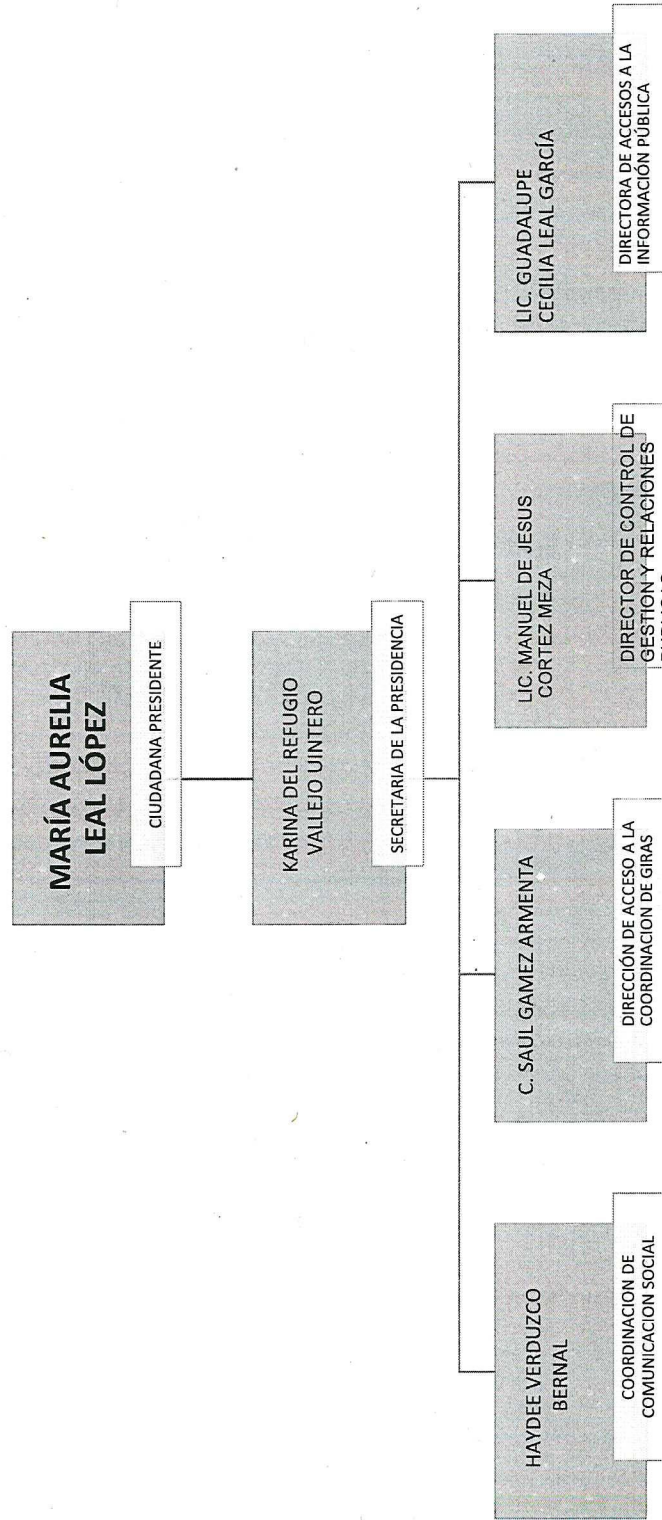 MARÍA AURELIA
LEAL LÓPEZ
CIUDADANA PRESIDENTE
KARINA DEL REFUGIO
VALLEJO UINTERO
SECRETARIA DE LA PRESIDENCIA
HAYDEE VERDUZCO
BERNAL
COORDINACION DE
COMUNICACION SOCIAL
C. SAUL GAMEZ ARMENTA
DIRECCIÓN DE ACCESO A LA
COORDINACION DE GIRAS
LIC. MANUEL DE JESUS
CORTEZ MEZA
DIRECTOR DE CONTROL DE
GESTION Y RELACIONES
LIC. GUADALUPE
CECILIA LEAL GARCÍA
DIRECTORA DE ACCESOS A LA
INFORMACIÓN PÚBLICA